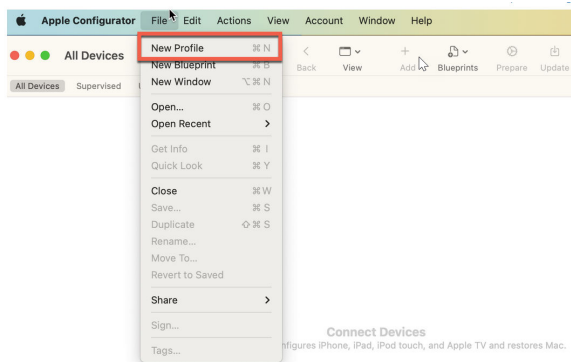 Apple Configurator File Edit Actions View Account Window Help
All Devices
Back View Add Blueprints Prepare Update
All Devices Supervised
New Profile ⌘ N
New Blueprint ⌘ B
New Window ⌥ ⌘ N
Open... ⌘ O
Open Recent >
Get Info ⌘ I
Quick Look ⌘ Y
Close ⌘ W
Save... ⌘ S
Duplicate ⇧ ⌘ S
Rename...
Move To...
Revert to Saved
Share >
Sign...
Tags...
Connect Devices
nfigures iPhone, iPad, iPod touch, and Apple TV and restores Mac.